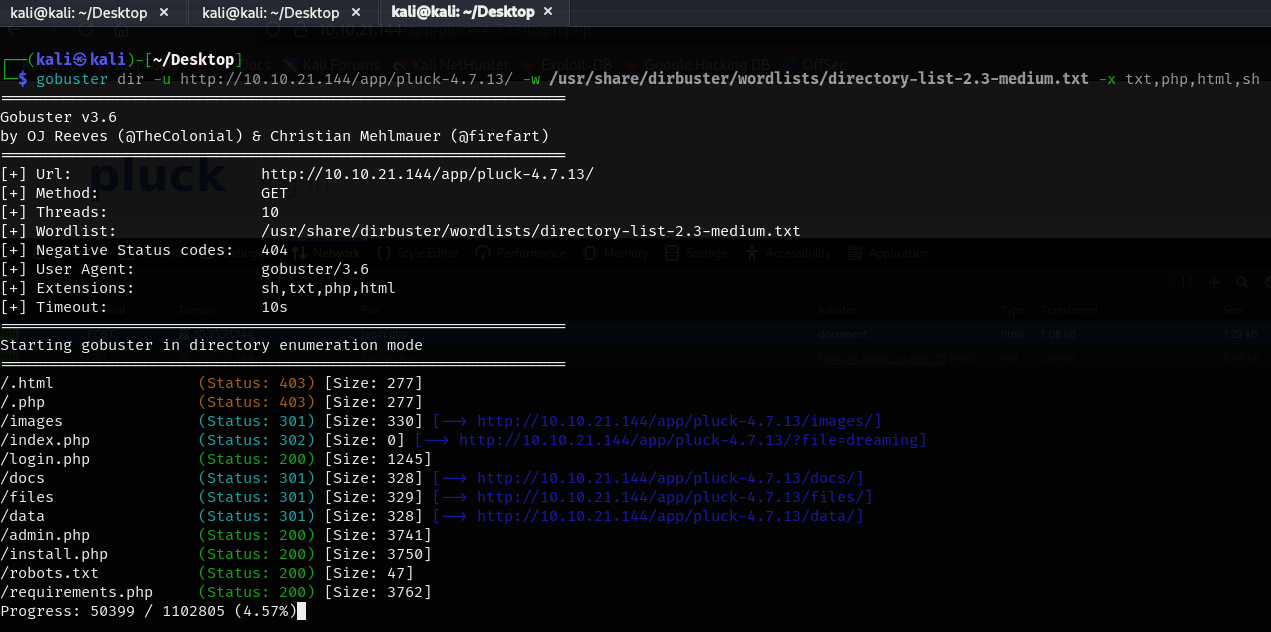 kali@kali: ~/Desktop × kali@kali: ~/Desktop × kali@kali: ~/Desktop ×
┌──(kali㉿kali)-[~/Desktop]
└─$ gobuster dir -u http://10.10.21.144/app/pluck-4.7.13/ -w /usr/share/dirbuster/wordlists/directory-list-2.3-medium.txt -x txt,php,html,sh
===============================================================
Gobuster v3.6
by OJ Reeves (@TheColonial) & Christian Mehlmauer (@firefart)
===============================================================
[+] Url: http://10.10.21.144/app/pluck-4.7.13/
pluck
[+] Method: GET
[+] Threads: 10
[+] Wordlist: /usr/share/dirbuster/wordlists/directory-list-2.3-medium.txt
[+] Negative Status codes: 404
Network Style Editor Performance Memory Storage Accessibility Application
[+] User Agent: gobuster/3.6
[+] Extensions: sh,txt,php,html
[+] Timeout: 10s
===============================================================
Starting gobuster in directory enumeration mode
===============================================================
/.html (Status: 403) [Size: 277]
/.php (Status: 403) [Size: 277]
/images (Status: 301) [Size: 330] [--> http://10.10.21.144/app/pluck-4.7.13/images/]
/index.php (Status: 302) [Size: 0] [--> http://10.10.21.144/app/pluck-4.7.13/?file=dreaming]
/login.php (Status: 200) [Size: 1245]
/docs (Status: 301) [Size: 328] [--> http://10.10.21.144/app/pluck-4.7.13/docs/]
/files (Status: 301) [Size: 329] [--> http://10.10.21.144/app/pluck-4.7.13/files/]
/data (Status: 301) [Size: 328] [--> http://10.10.21.144/app/pluck-4.7.13/data/]
/admin.php (Status: 200) [Size: 3741]
/install.php (Status: 200) [Size: 3750]
/robots.txt (Status: 200) [Size: 47]
/requirements.php (Status: 200) [Size: 3762]
Progress: 50399 / 1102805 (4.57%)